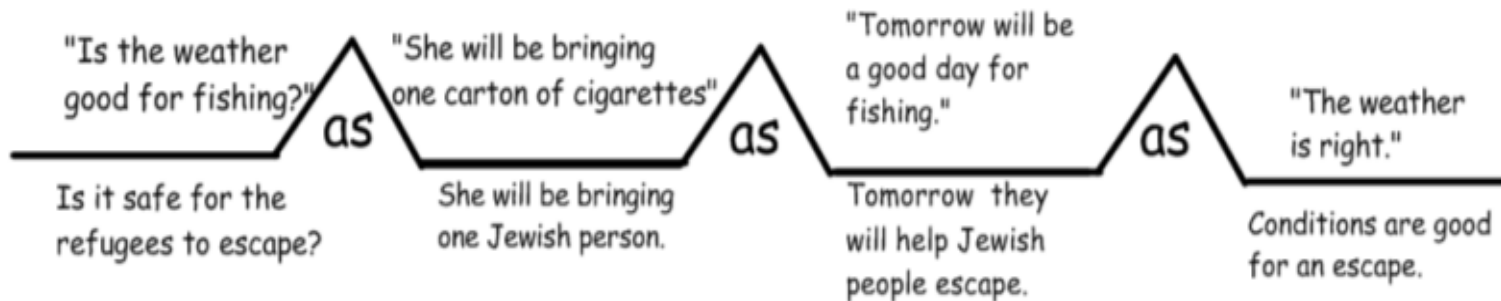 "Is the weather
good for fishing?"
as
"She will be bringing
one carton of cigarettes"
as
"Tomorrow will be
a good day for
fishing."
as
"The weather
is right."
Is it safe for the
refugees to escape?
She will be bringing
one Jewish person.
Tomorrow they
will help Jewish
people escape.
Conditions are good
for an escape.